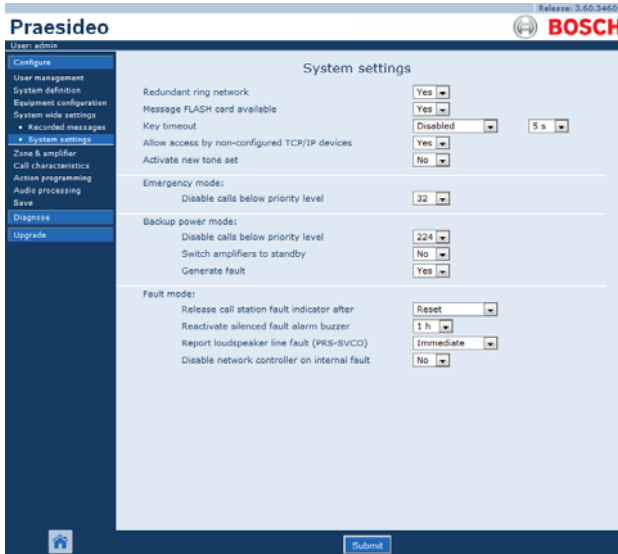 Release: 3.60.3460
Praesideo
BOSCH
User: admin
Configure
User management
System definition
Equipment configuration
System wide settings
• Recorded messages
• System settings
Zone & amplifier
Call characteristics
Action programming
Audio processing
Save
Diagnose
Upgrade
System settings
Redundant ring network Yes
Message FLASH card available Yes
Key timeout Disabled 5 s
Allow access by non-configured TCP/IP devices Yes
Activate new tone set No
Emergency mode:
Disable calls below priority level 32
Backup power mode:
Disable calls below priority level 224
Switch amplifiers to standby No
Generate fault Yes
Fault mode:
Release call station fault indicator after Reset
Reactivate silenced fault alarm buzzer 1 h
Report loudspeaker line fault (PRS-SVCO) Immediate
Disable network controller on internal fault No
Submit